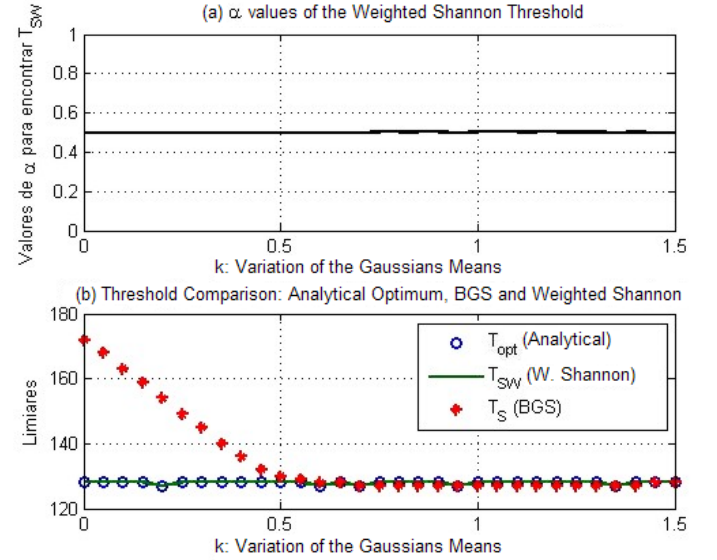 (a) α values of the Weighted Shannon Threshold
Valores de α para encontrar T_SW
1
0.8
0.6
0.4
0.2
0
0 0.5 1 1.5
k: Variation of the Gaussians Means
(b) Threshold Comparison: Analytical Optimum, BGS and Weighted Shannon
Limiares
180
160
140
120
T_opt (Analytical)
T_SW (W. Shannon)
T_S (BGS)
0 0.5 1 1.5
k: Variation of the Gaussians Means